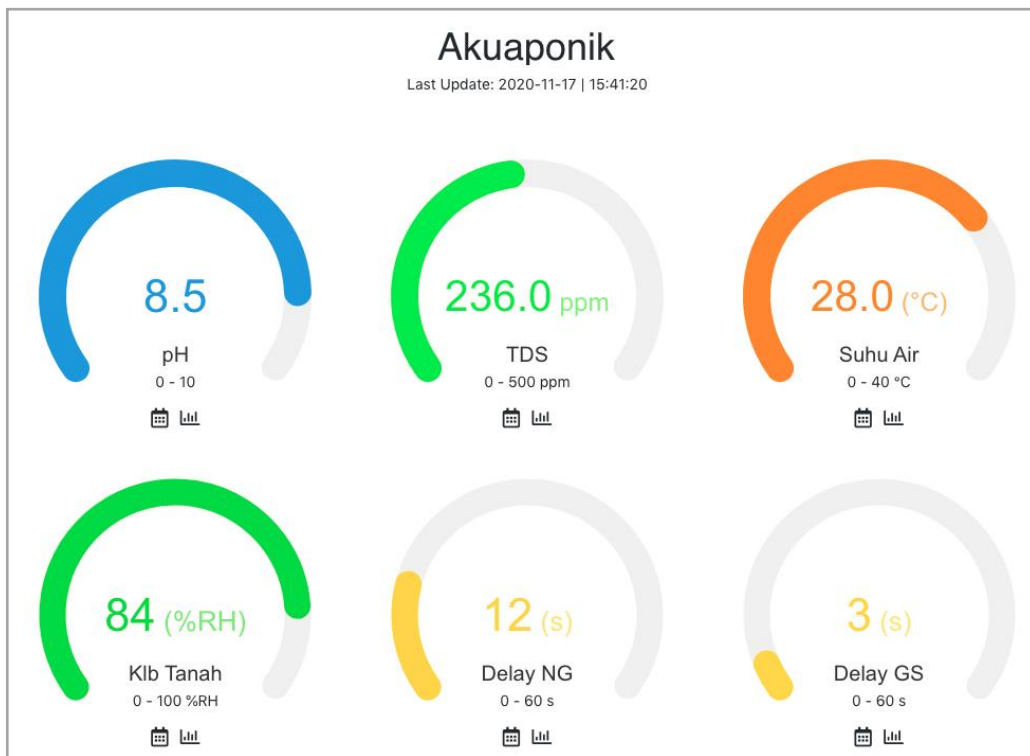 Akuaponik
Last Update: 2020-11-17 | 15:41:20
8.5
pH
0 - 10
236.0 ppm
TDS
0 - 500 ppm
28.0 (°C)
Suhu Air
0 - 40 °C
84 (%RH)
Klb Tanah
0 - 100 %RH
12 (s)
Delay NG
0 - 60 s
3 (s)
Delay GS
0 - 60 s